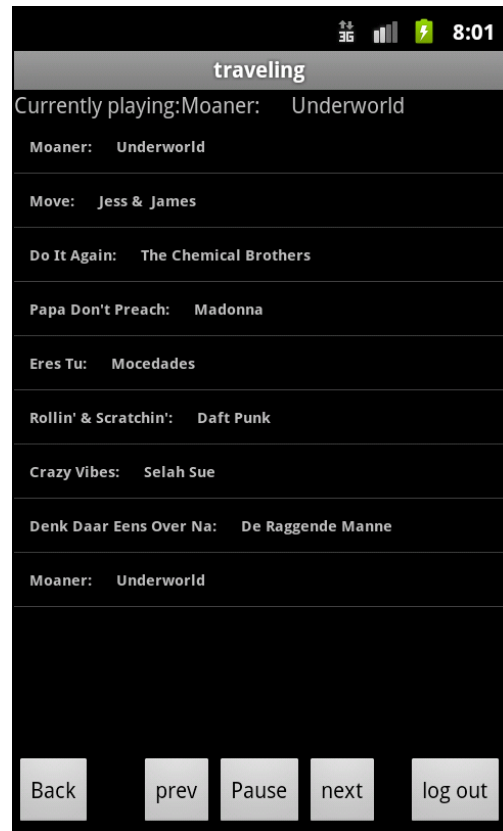 3G 8:01
traveling
Currently playing:Moaner: Underworld
Moaner: Underworld
Move: Jess & James
Do It Again: The Chemical Brothers
Papa Don't Preach: Madonna
Eres Tu: Mocedades
Rollin' & Scratchin': Daft Punk
Crazy Vibes: Selah Sue
Denk Daar Eens Over Na: De Raggende Manne
Moaner: Underworld
Back prev Pause next log out